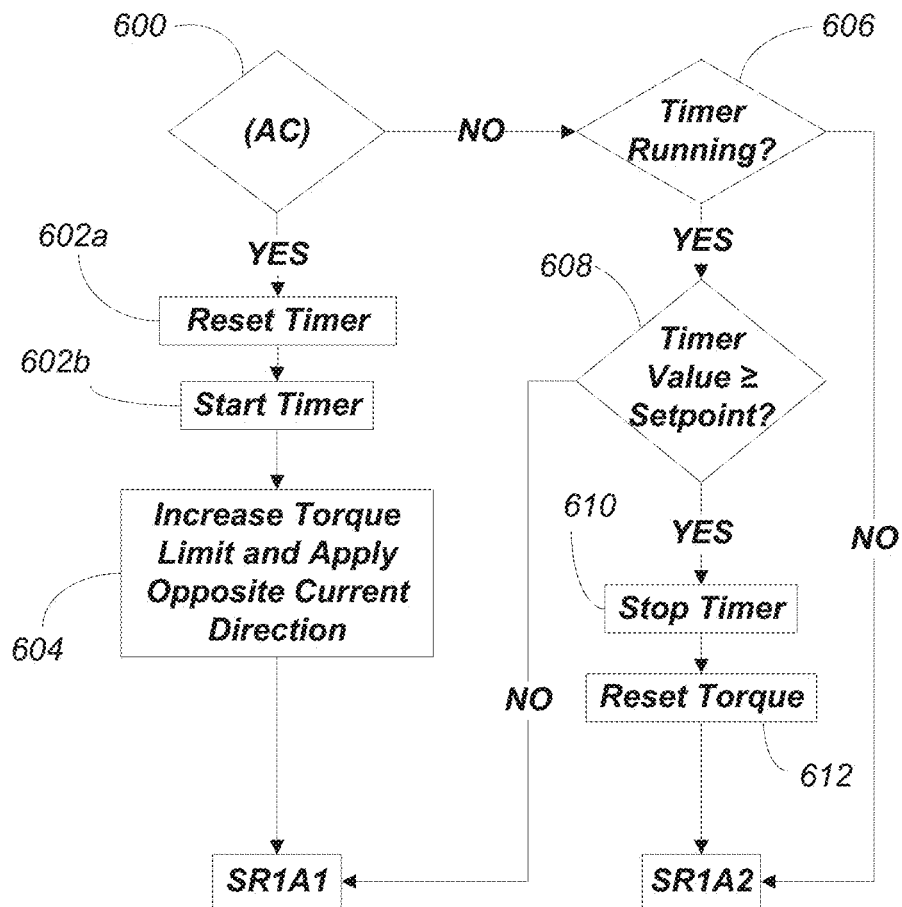 600
606
(AC)
NO
Timer
Running?
602a
YES
YES
608
Reset Timer
602b
Start Timer
Timer
Value ≥
Setpoint?
Increase Torque
Limit and Apply
Opposite Current
Direction
604
610
YES
NO
Stop Timer
NO
Reset Torque
612
SR1A1
SR1A2